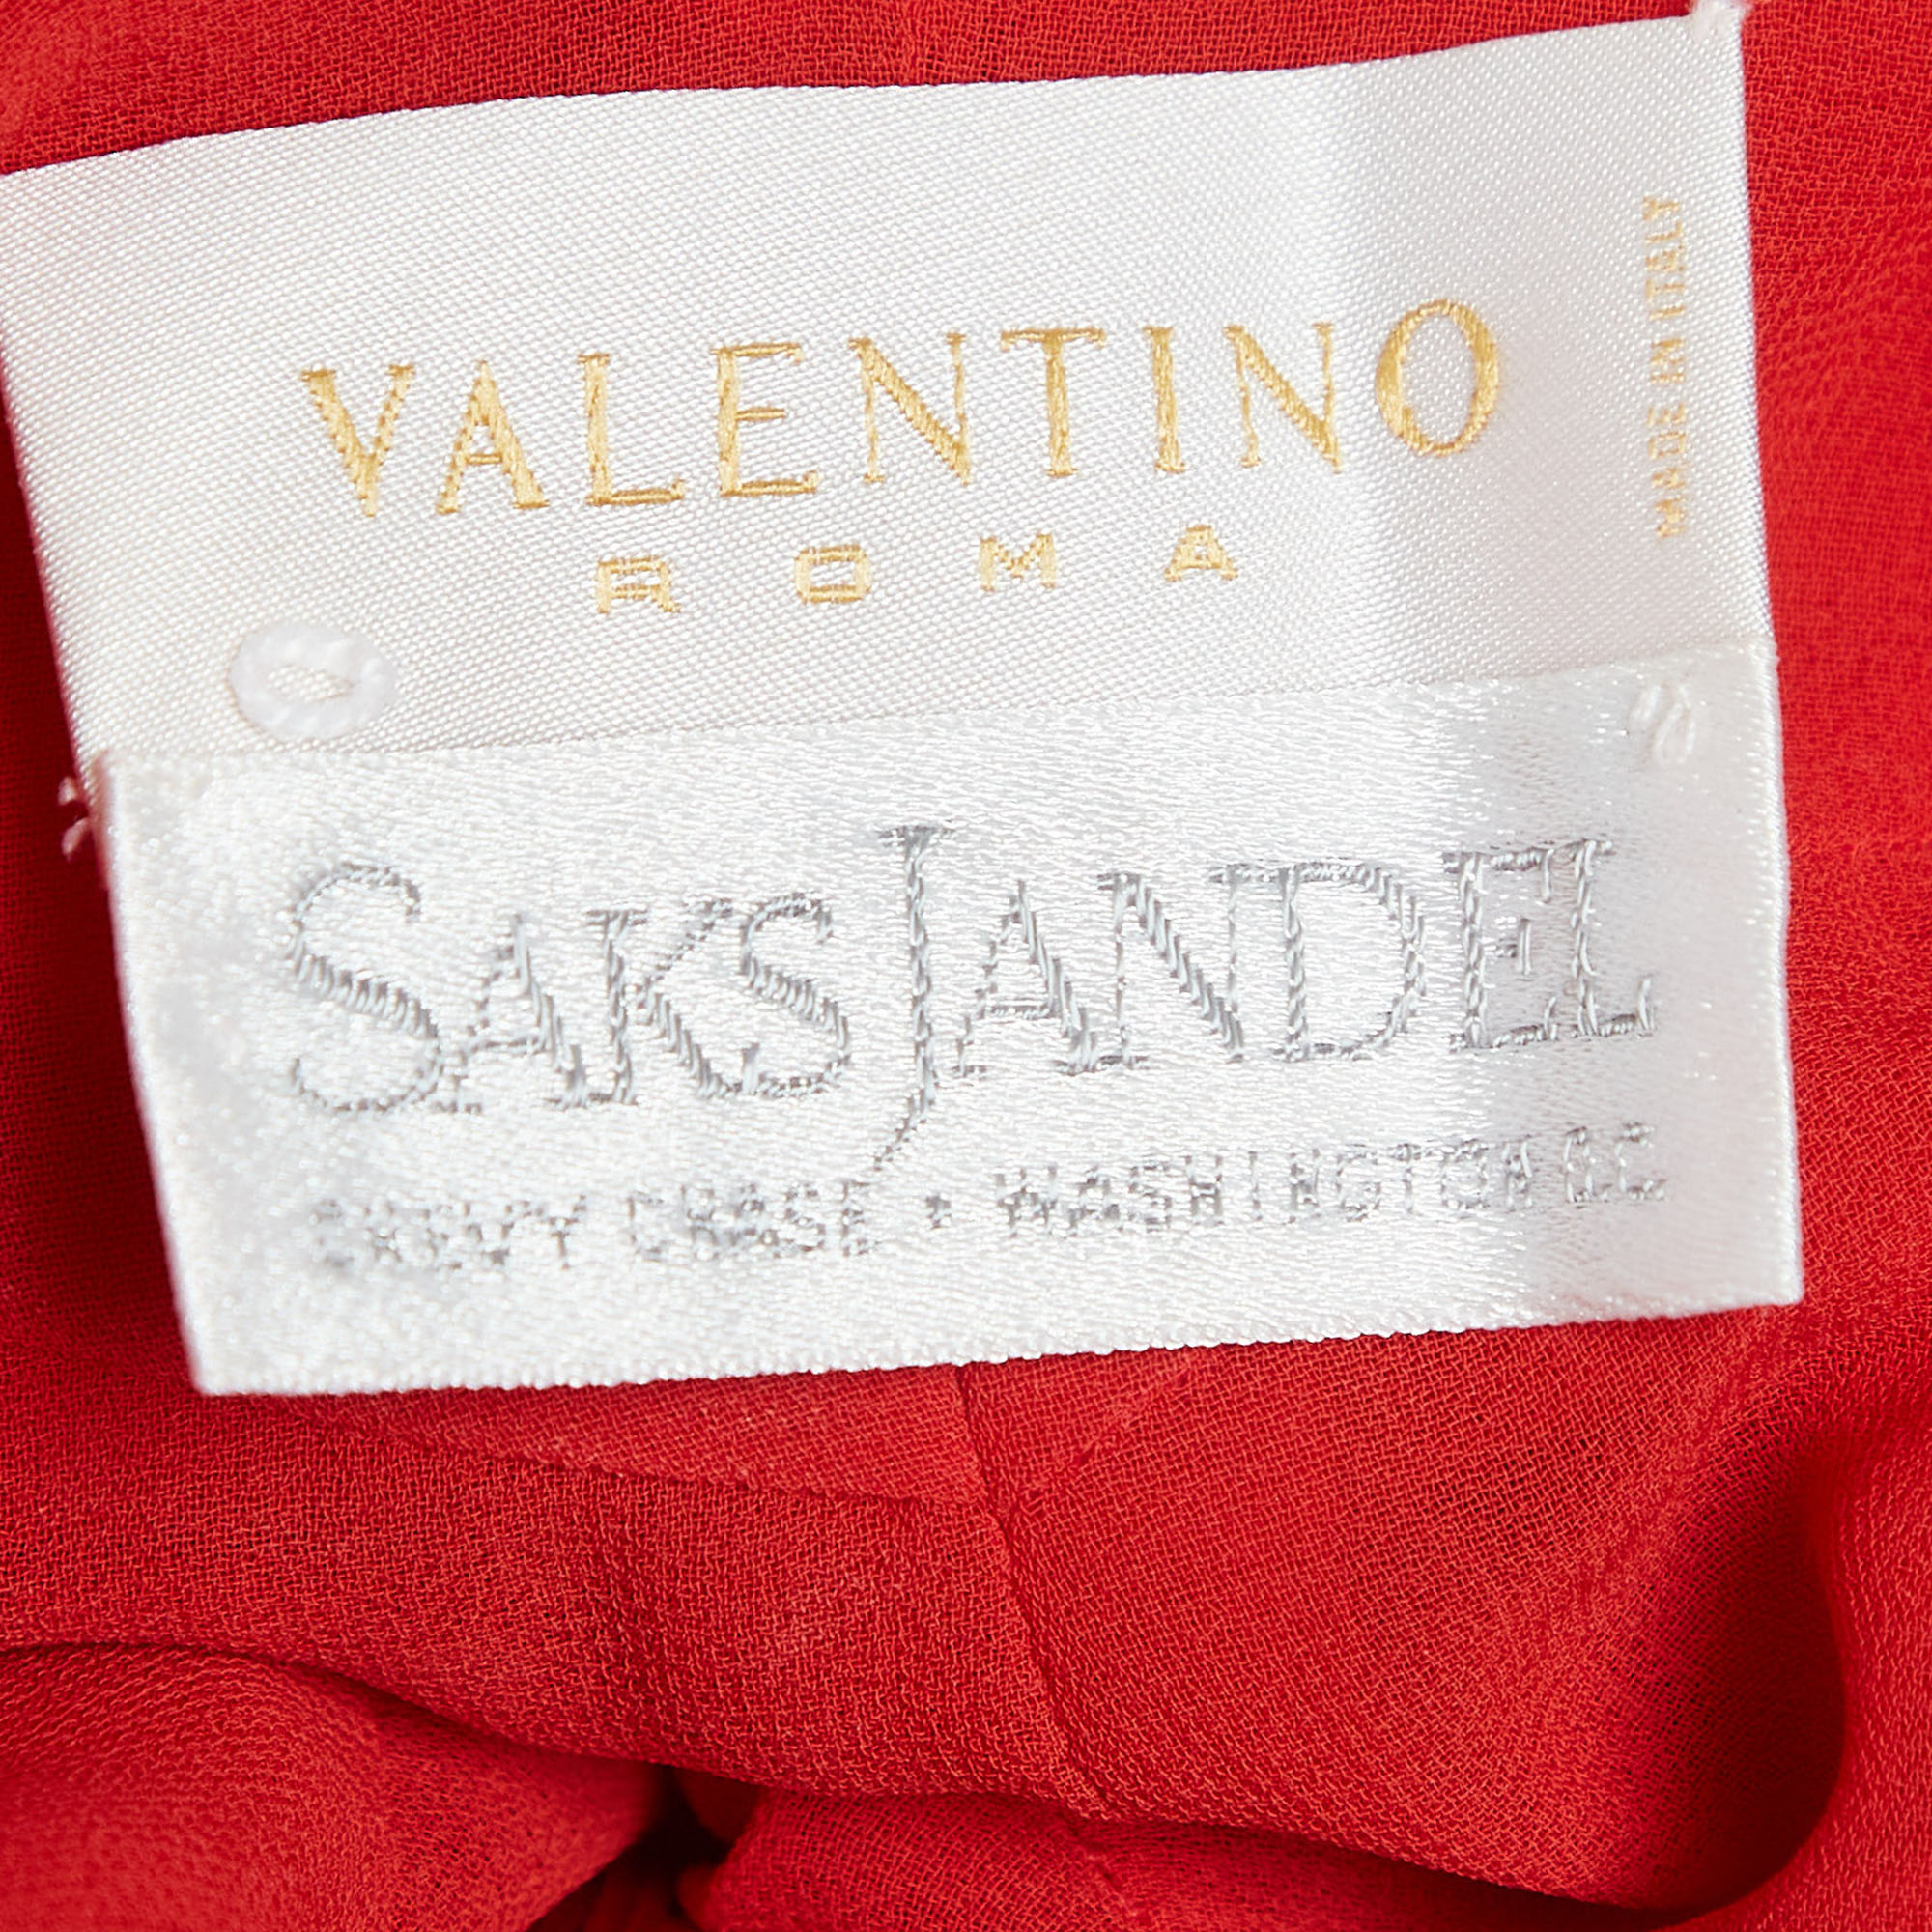 VALENTINO
ROMA
MADE IN ITALY
SAKS JANDEL
CHEVY CHASE • WASHINGTON D.C.